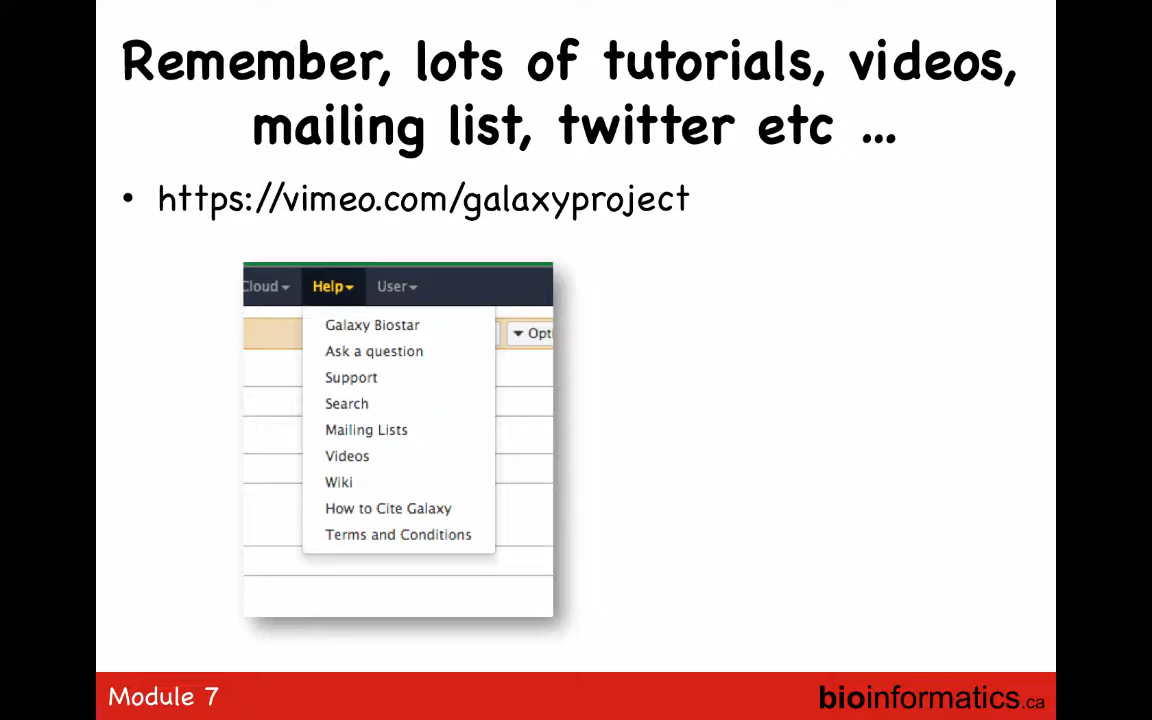 Remember, lots of tutorials, videos,
mailing list, twitter etc ...
• https://vimeo.com/galaxyproject
Cloud Help User
Galaxy Biostar
Opti
Ask a question
Support
Search
Mailing Lists
Videos
Wiki
How to Cite Galaxy
Terms and Conditions
Module 7
bioinformatics.ca